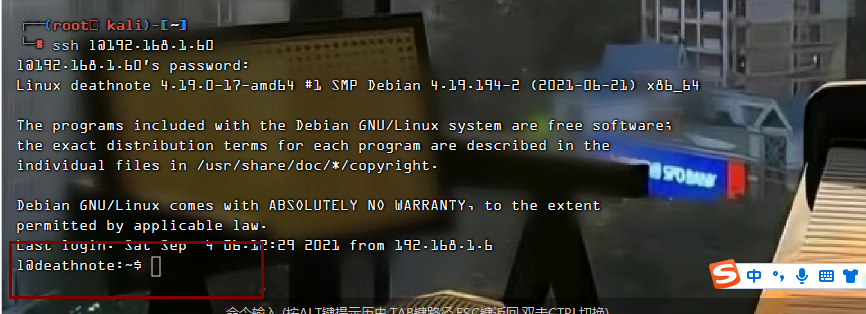 ┌──(root kali)-[~]
└─# ssh l@192.168.1.60
l@192.168.1.60's password:
Linux deathnote 4.19.0-17-amd64 #1 SMP Debian 4.19.194-2 (2021-06-21) x86_64
The programs included with the Debian GNU/Linux system are free software;
the exact distribution terms for each program are described in the
individual files in /usr/share/doc/*/copyright.
Debian GNU/Linux comes with ABSOLUTELY NO WARRANTY, to the extent
permitted by applicable law.
Last login: Sat Sep 4 06:12:29 2021 from 192.168.1.6
l@deathnote:~$
SPD BANK
S 中 °,
命令输入 (按ALT键提示历史,TAB键路径,ESC键返回,双击CTRL切换)